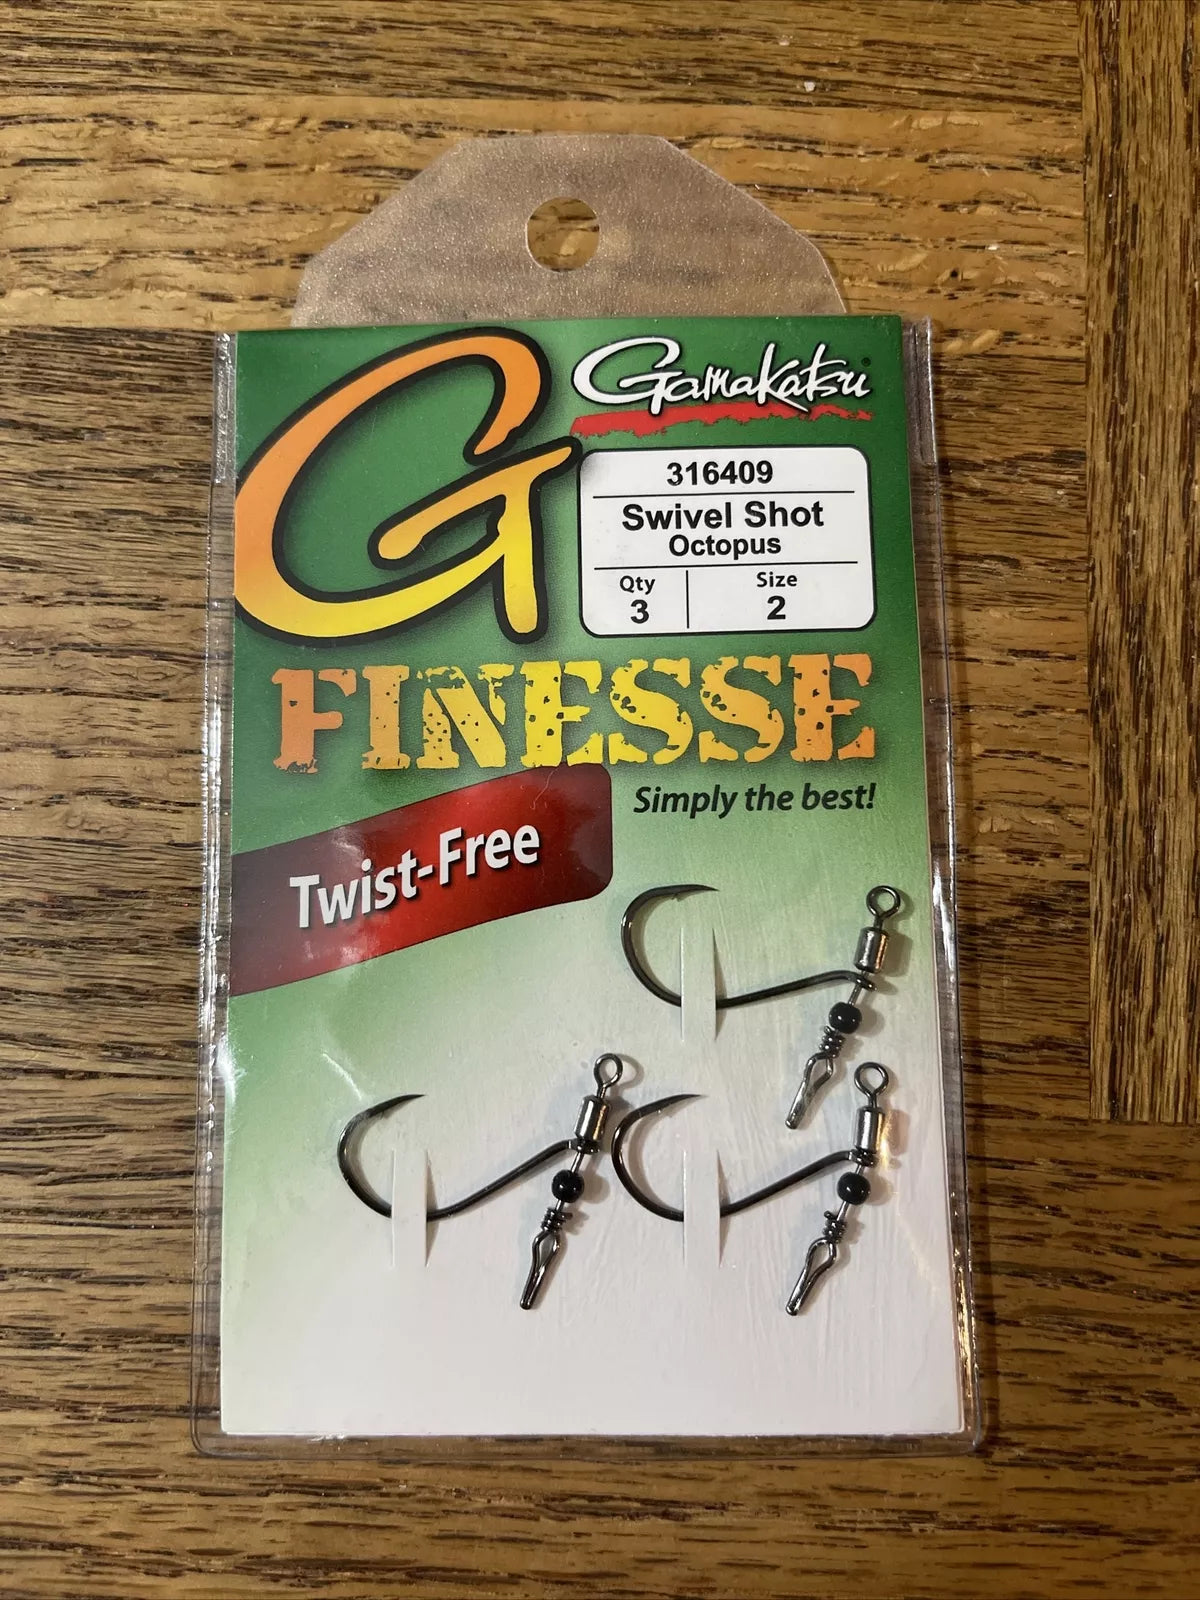 G
Gamakatsu®
316409
Swivel Shot
Octopus
Qty
Size
3
2
FINESSE
Simply the best!
Twist-Free